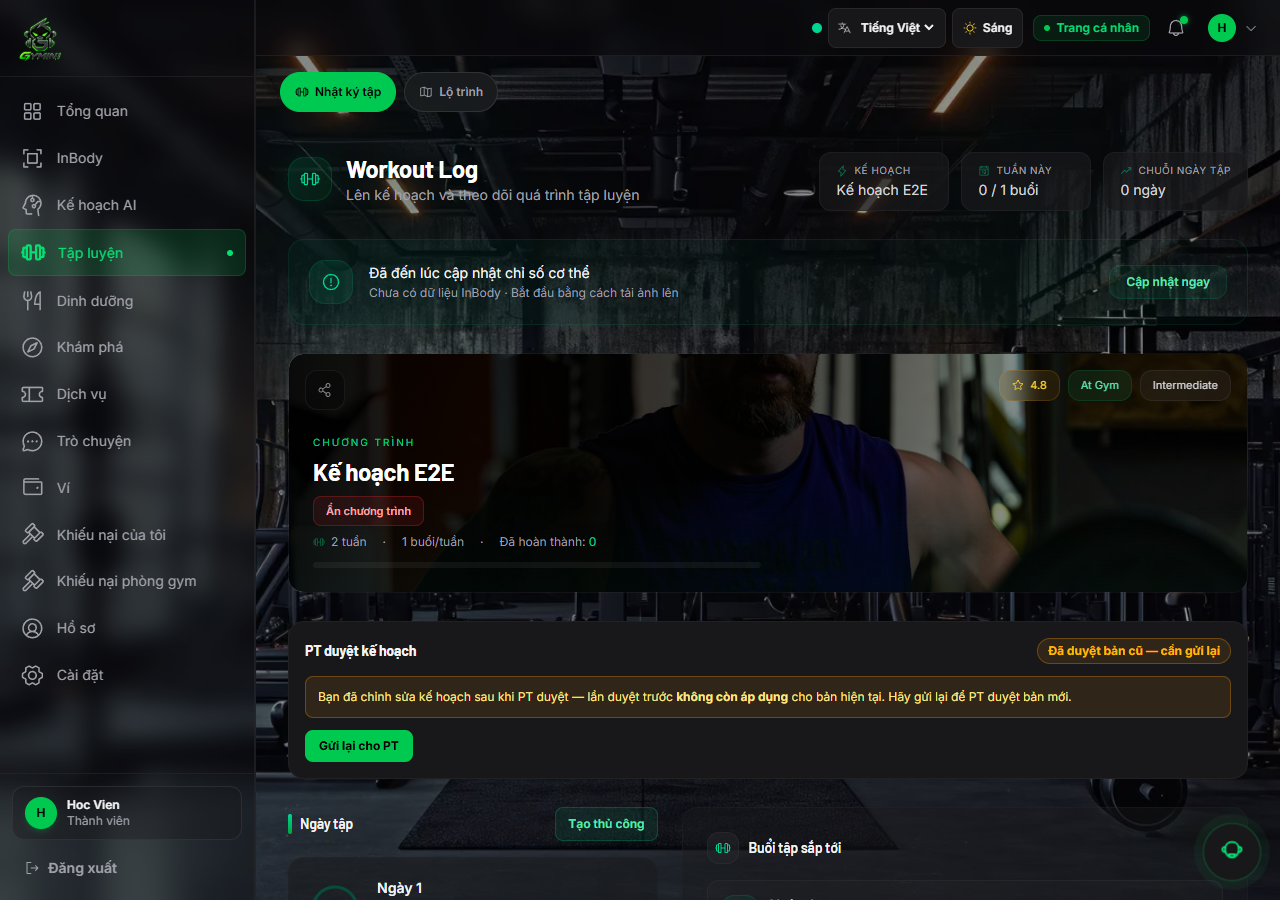 GYMINI
Tiếng Việt
Sáng
Trang cá nhân
H
Tổng quan
InBody
Kế hoạch AI
Tập luyện
Dinh dưỡng
Khám phá
Dịch vụ
Trò chuyện
Ví
Khiếu nại của tôi
Khiếu nại phòng gym
Hồ sơ
Cài đặt
H
Hoc Vien
Thành viên
Đăng xuất
Nhật ký tập
Lộ trình
Workout Log
Lên kế hoạch và theo dõi quá trình tập luyện
KẾ HOẠCH
Kế hoạch E2E
TUẦN NÀY
0 / 1 buổi
CHUỖI NGÀY TẬP
0 ngày
Đã đến lúc cập nhật chỉ số cơ thể
Chưa có dữ liệu InBody · Bắt đầu bằng cách tải ảnh lên
Cập nhật ngay
4.8
At Gym
Intermediate
CHƯƠNG TRÌNH
Kế hoạch E2E
Ẩn chương trình
2 tuần · 1 buổi/tuần · Đã hoàn thành: 0
PT duyệt kế hoạch
Đã duyệt bản cũ — cần gửi lại
Bạn đã chỉnh sửa kế hoạch sau khi PT duyệt — lần duyệt trước không còn áp dụng cho bản hiện tại. Hãy gửi lại để PT duyệt bản mới.
Gửi lại cho PT
Ngày tập
Tạo thủ công
Buổi tập sắp tới
Ngày 1